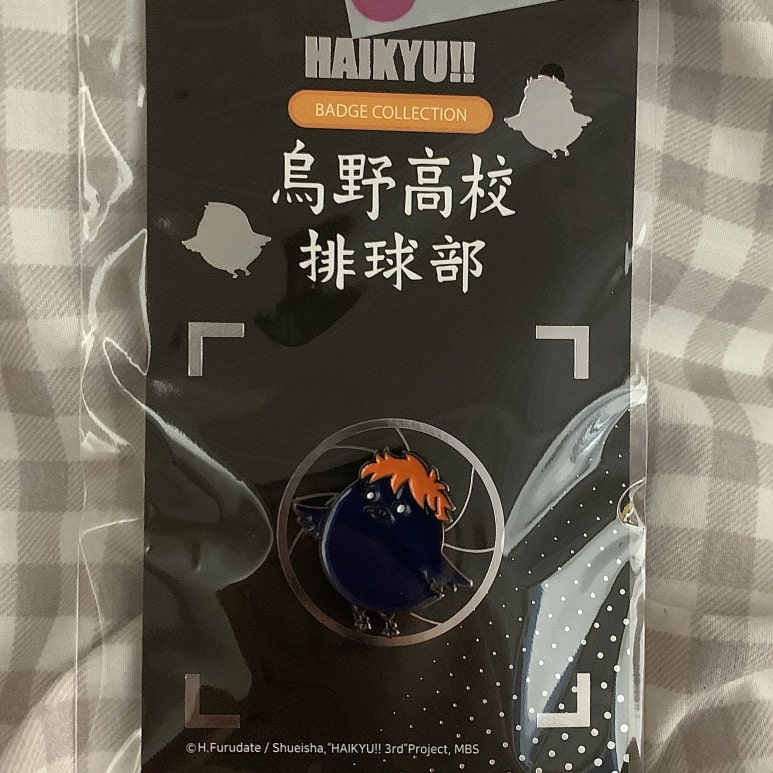 HAIKYU!!
BADGE COLLECTION
烏野高校
排球部
©H.Furudate / Shueisha,"HAIKYU!! 3rd"Project, MBS